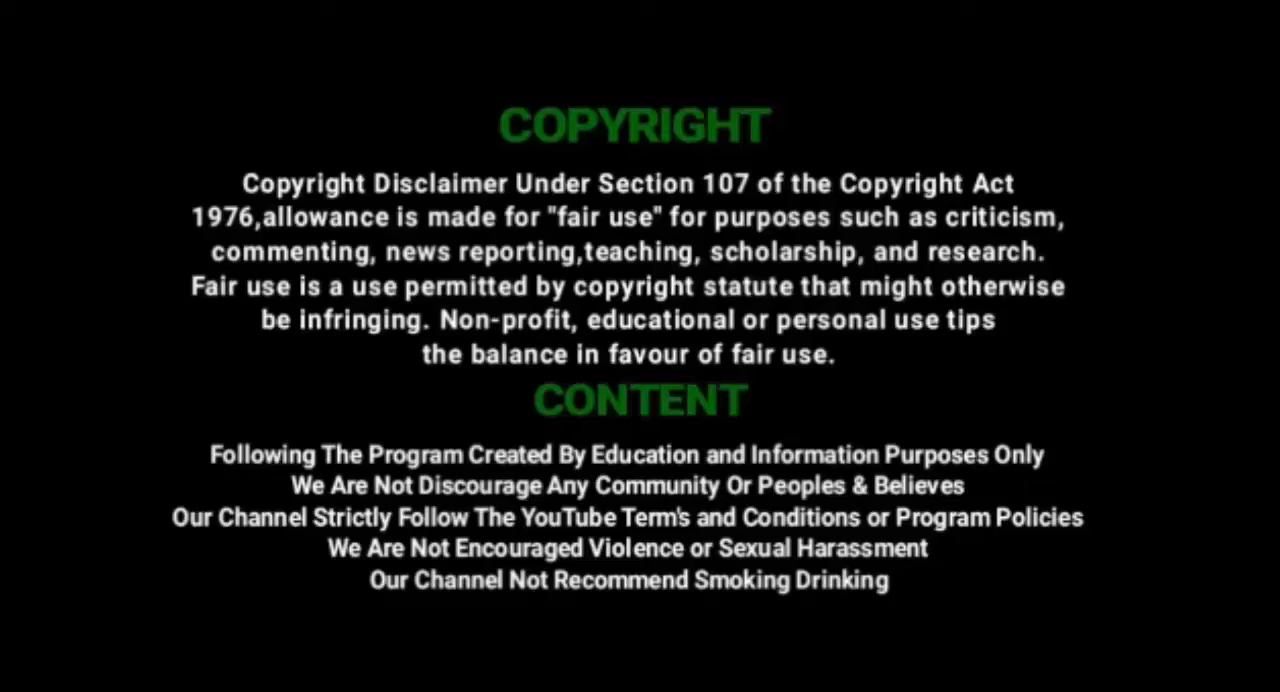 COPYRIGHT
Copyright Disclaimer Under Section 107 of the Copyright Act
1976,allowance is made for "fair use" for purposes such as criticism,
commenting, news reporting,teaching, scholarship, and research.
Fair use is a use permitted by copyright statute that might otherwise
be infringing. Non-profit, educational or personal use tips
the balance in favour of fair use.
CONTENT
Following The Program Created By Education and Information Purposes Only
We Are Not Discourage Any Community Or Peoples & Believes
Our Channel Strictly Follow The YouTube Term's and Conditions or Program Policies
We Are Not Encouraged Violence or Sexual Harassment
Our Channel Not Recommend Smoking Drinking